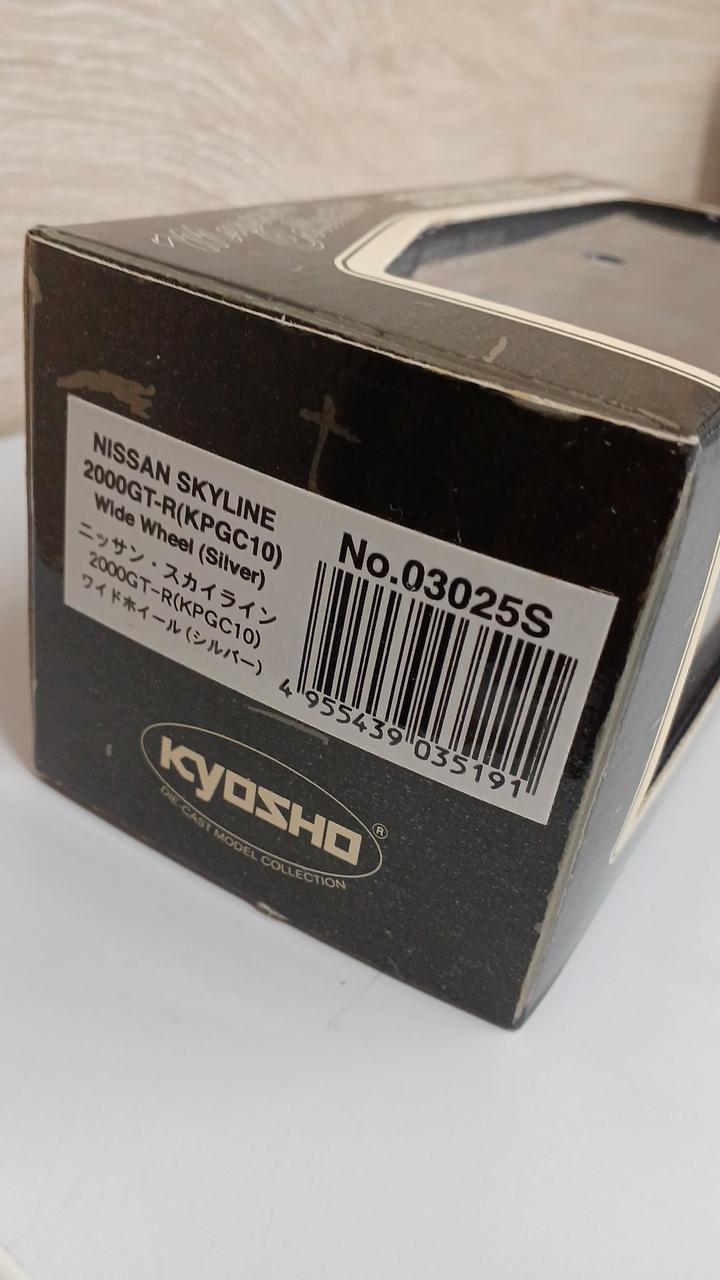 NISSAN SKYLINE
2000GT-R(KPGC10)
Wide Wheel (Silver)
ニッサン・スカイライン
2000GT-R(KPGC10)
ワイドホイール(シルバー)
No.03025S
4 955439 035191
KYOSHO®
DIE-CAST MODEL COLLECTION